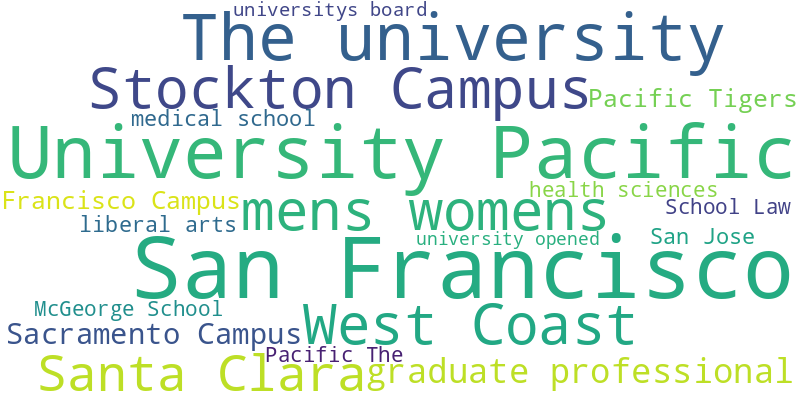 universitys board
The university
Stockton Campus
Pacific Tigers
medical school
University Pacific
health sciences
Francisco Campus
mens womens
School Law
liberal arts
university opened
San Jose
San Francisco
McGeorge School
West Coast
Sacramento Campus
Pacific The
Santa Clara
graduate professional